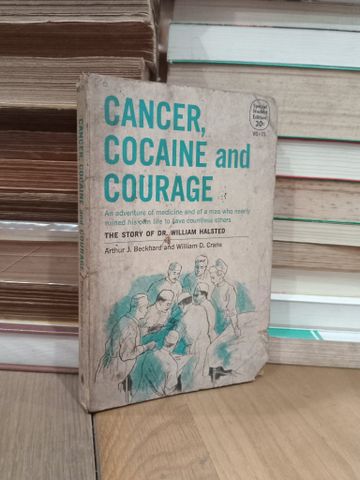 CANCER,
COCAINE and
COURAGE
An adventure of medicine and of a man who nearly
ruined his own life to save countless others
THE STORY OF DR. WILLIAM HALSTED
Arthur J. Beckhard and William D. Crane
Special
Student
Edition
CANCER, COCAINE and COURAGE